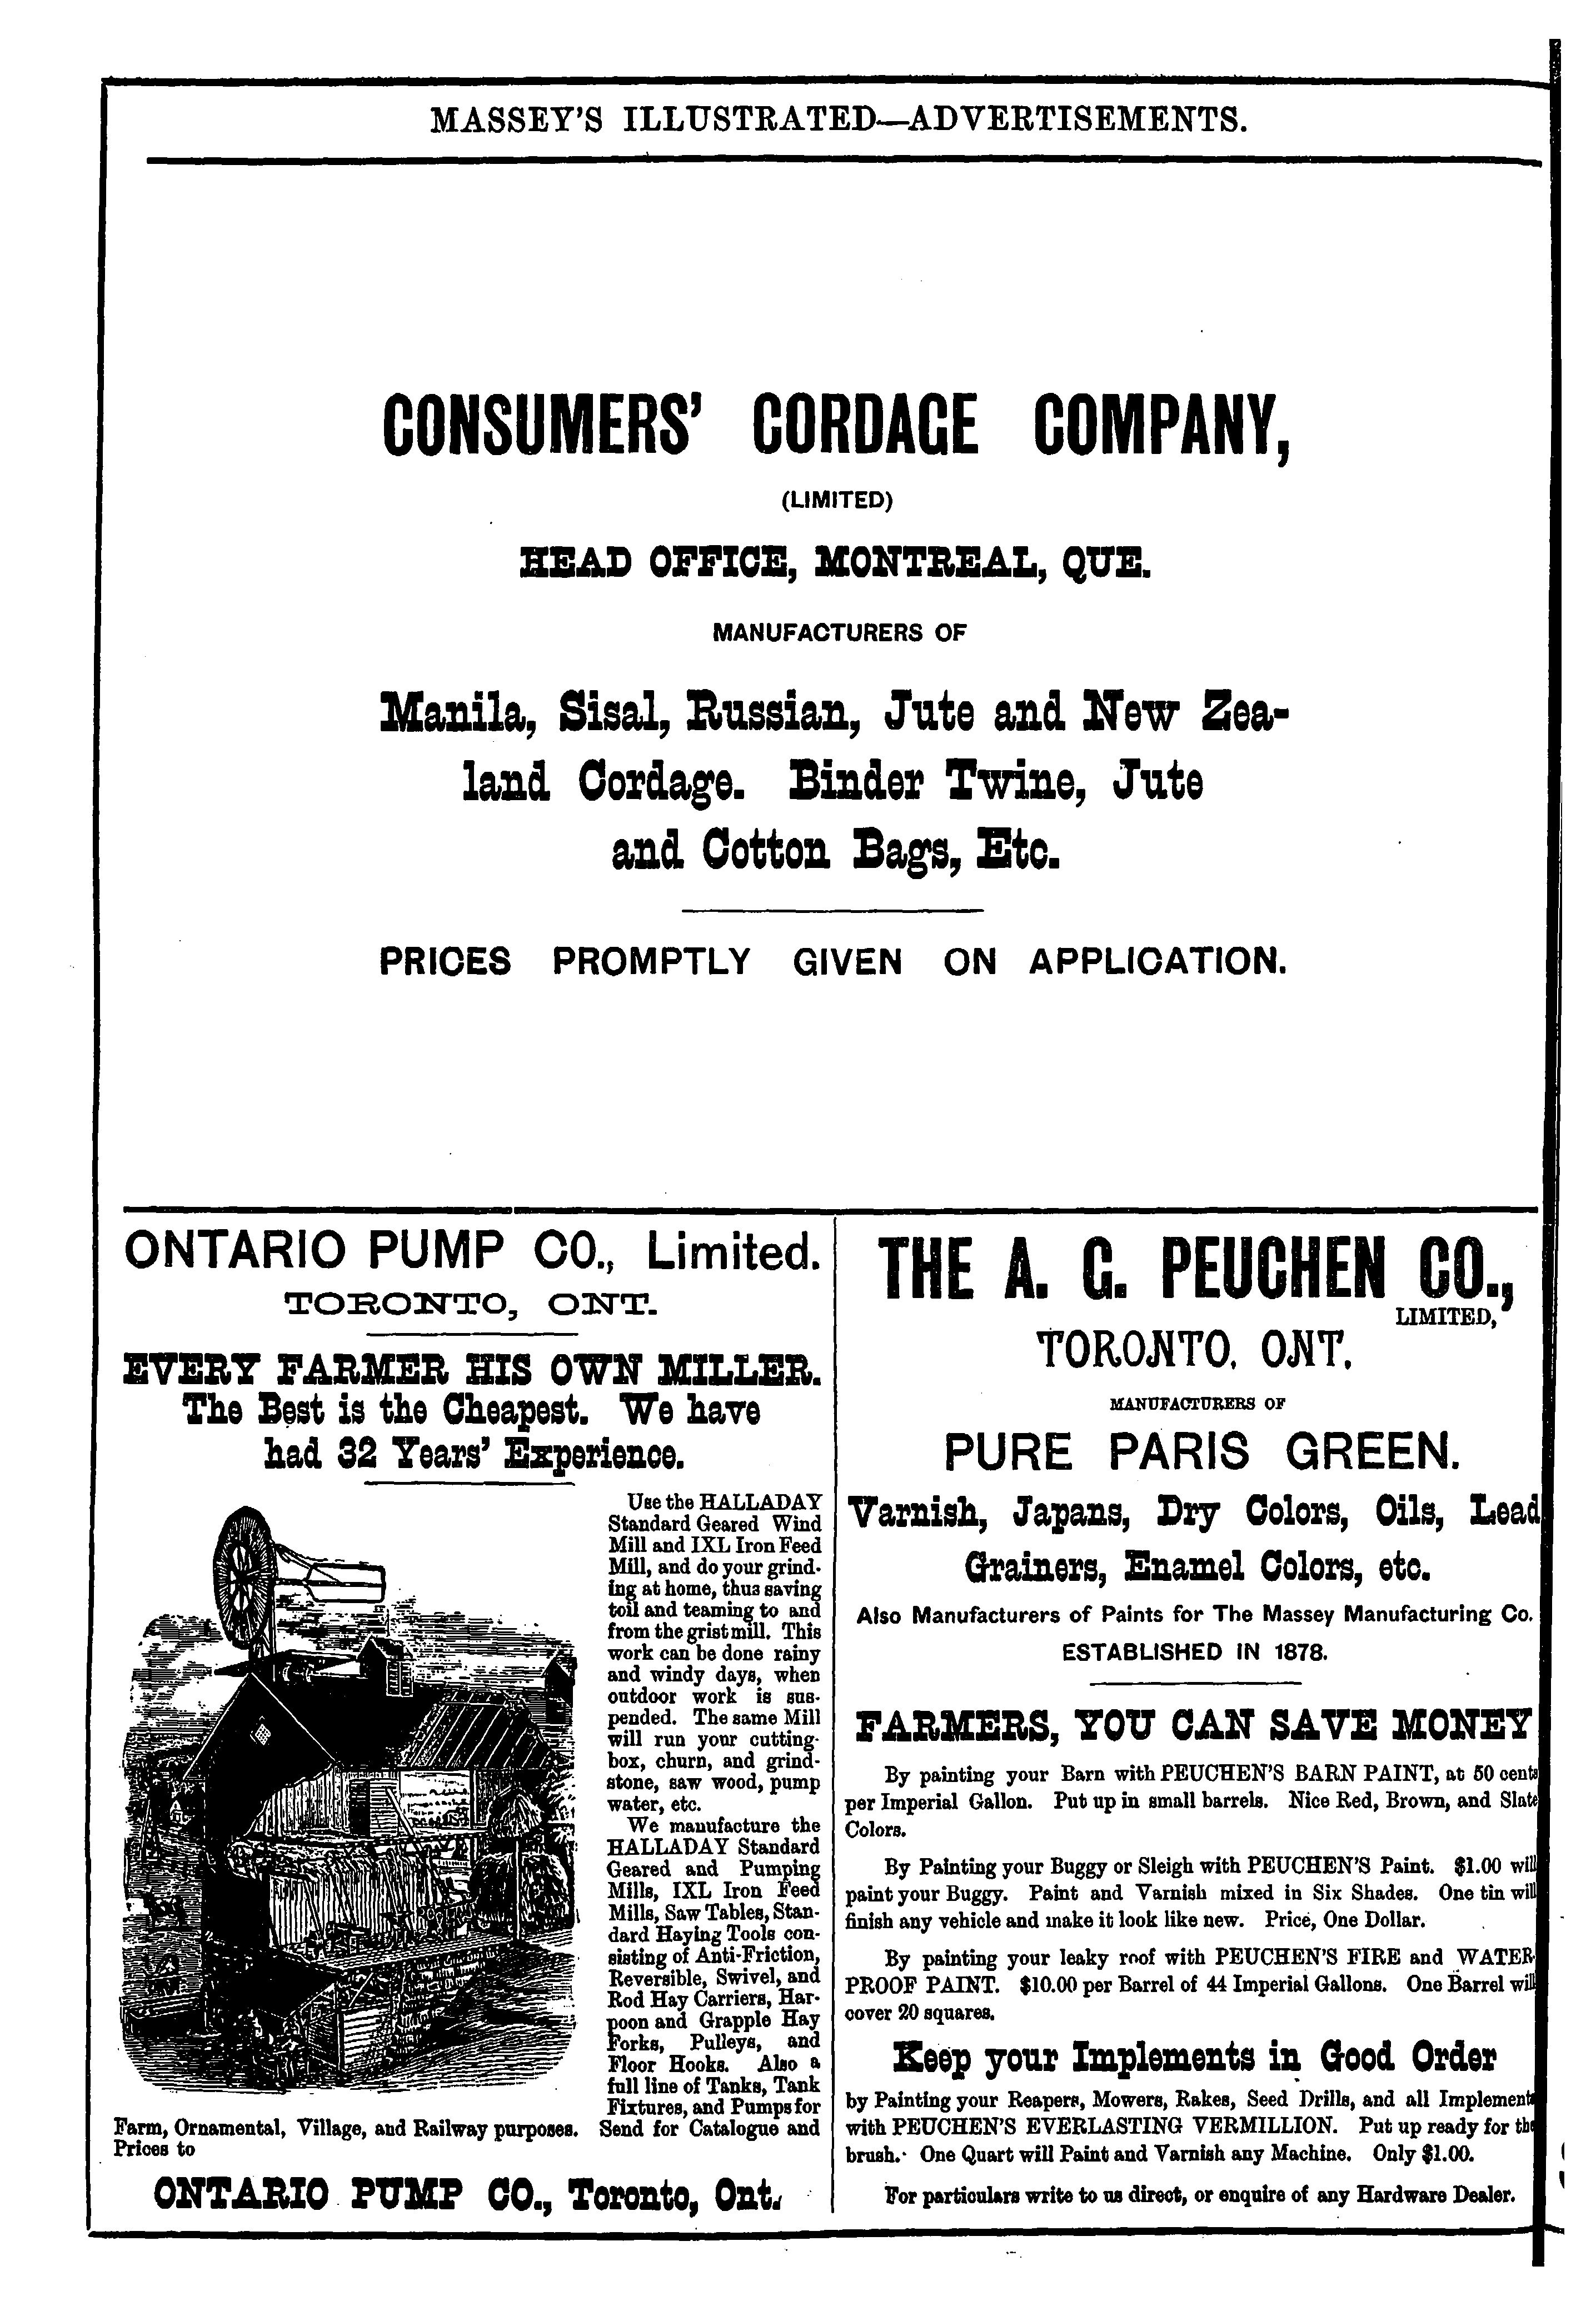 MASSEY'S ILLUSTRATED—ADVERTISEMENTS.
CONSUMERS' CORDAGE COMPANY,
(LIMITED)
HEAD OFFICE, MONTREAL, QUE.
MANUFACTURERS OF
Manila, Sisal, Russian, Jute and New Zea-
land Cordage. Binder Twine, Jute
and Cotton Bags, Etc.
PRICES PROMPTLY GIVEN ON APPLICATION.
ONTARIO PUMP CO., Limited.
TORONTO, ONT.
EVERY FARMER HIS OWN MILLER.
The Best is the Cheapest. We have
had 32 Years' Experience.
Use the HALLADAY
Standard Geared Wind
Mill and IXL Iron Feed
Mill, and do your grind-
ing at home, thus saving
toil and teaming to and
from the grist mill. This
work can be done rainy
and windy days, when
outdoor work is sus-
pended. The same Mill
will run your cutting-
box, churn, and grind-
stone, saw wood, pump
water, etc.
We manufacture the
HALLADAY Standard
Geared and Pumping
Mills, IXL Iron Feed
Mills, Saw Tables, Stan-
dard Haying Tools con-
sisting of Anti-Friction,
Reversible, Swivel, and
Rod Hay Carriers, Har-
poon and Grapple Hay
Forks, Pulleys, and
Floor Hooks. Also a
full line of Tanks, Tank
Fixtures, and Pumps for
Farm, Ornamental, Village, and Railway purposes. Send for Catalogue and
Prices to
ONTARIO PUMP CO., Toronto, Ont.
THE A. G. PEUCHEN CO.,
LIMITED,
TORONTO, ONT.
MANUFACTURERS OF
PURE PARIS GREEN.
Varnish, Japans, Dry Colors, Oils, Lead
Grainers, Enamel Colors, etc.
Also Manufacturers of Paints for The Massey Manufacturing Co.
ESTABLISHED IN 1878.
FARMERS, YOU CAN SAVE MONEY
By painting your Barn with PEUCHEN'S BARN PAINT, at 50 cents
per Imperial Gallon. Put up in small barrels. Nice Red, Brown, and Slate
Colors.
By Painting your Buggy or Sleigh with PEUCHEN'S Paint. $1.00 will
paint your Buggy. Paint and Varnish mixed in Six Shades. One tin will
finish any vehicle and make it look like new. Price, One Dollar.
By painting your leaky roof with PEUCHEN'S FIRE and WATER-
PROOF PAINT. $10.00 per Barrel of 44 Imperial Gallons. One Barrel will
cover 20 squares.
Keep your Implements in Good Order
by Painting your Reapers, Mowers, Rakes, Seed Drills, and all Implements
with PEUCHEN'S EVERLASTING VERMILLION. Put up ready for the
brush. One Quart will Paint and Varnish any Machine. Only $1.00.
For particulars write to us direct, or enquire of any Hardware Dealer.